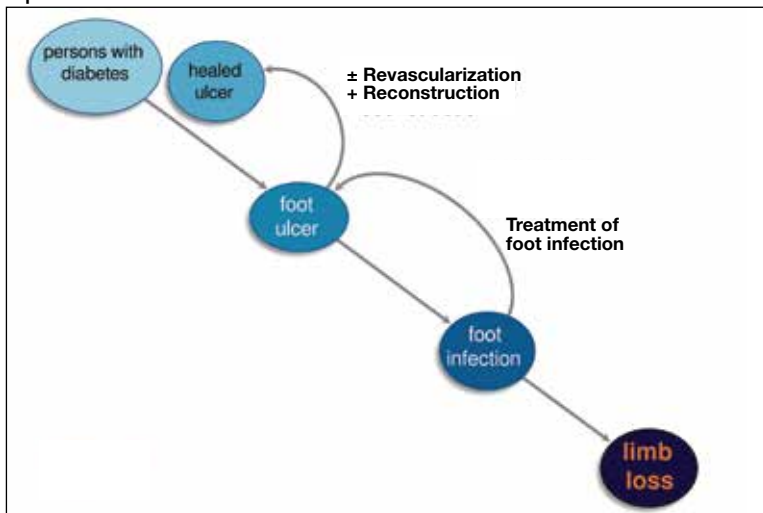 persons with
diabetes
healed
ulcer
± Revascularization
+ Reconstruction
foot
ulcer
Treatment of
foot infection
foot
infection
limb
loss